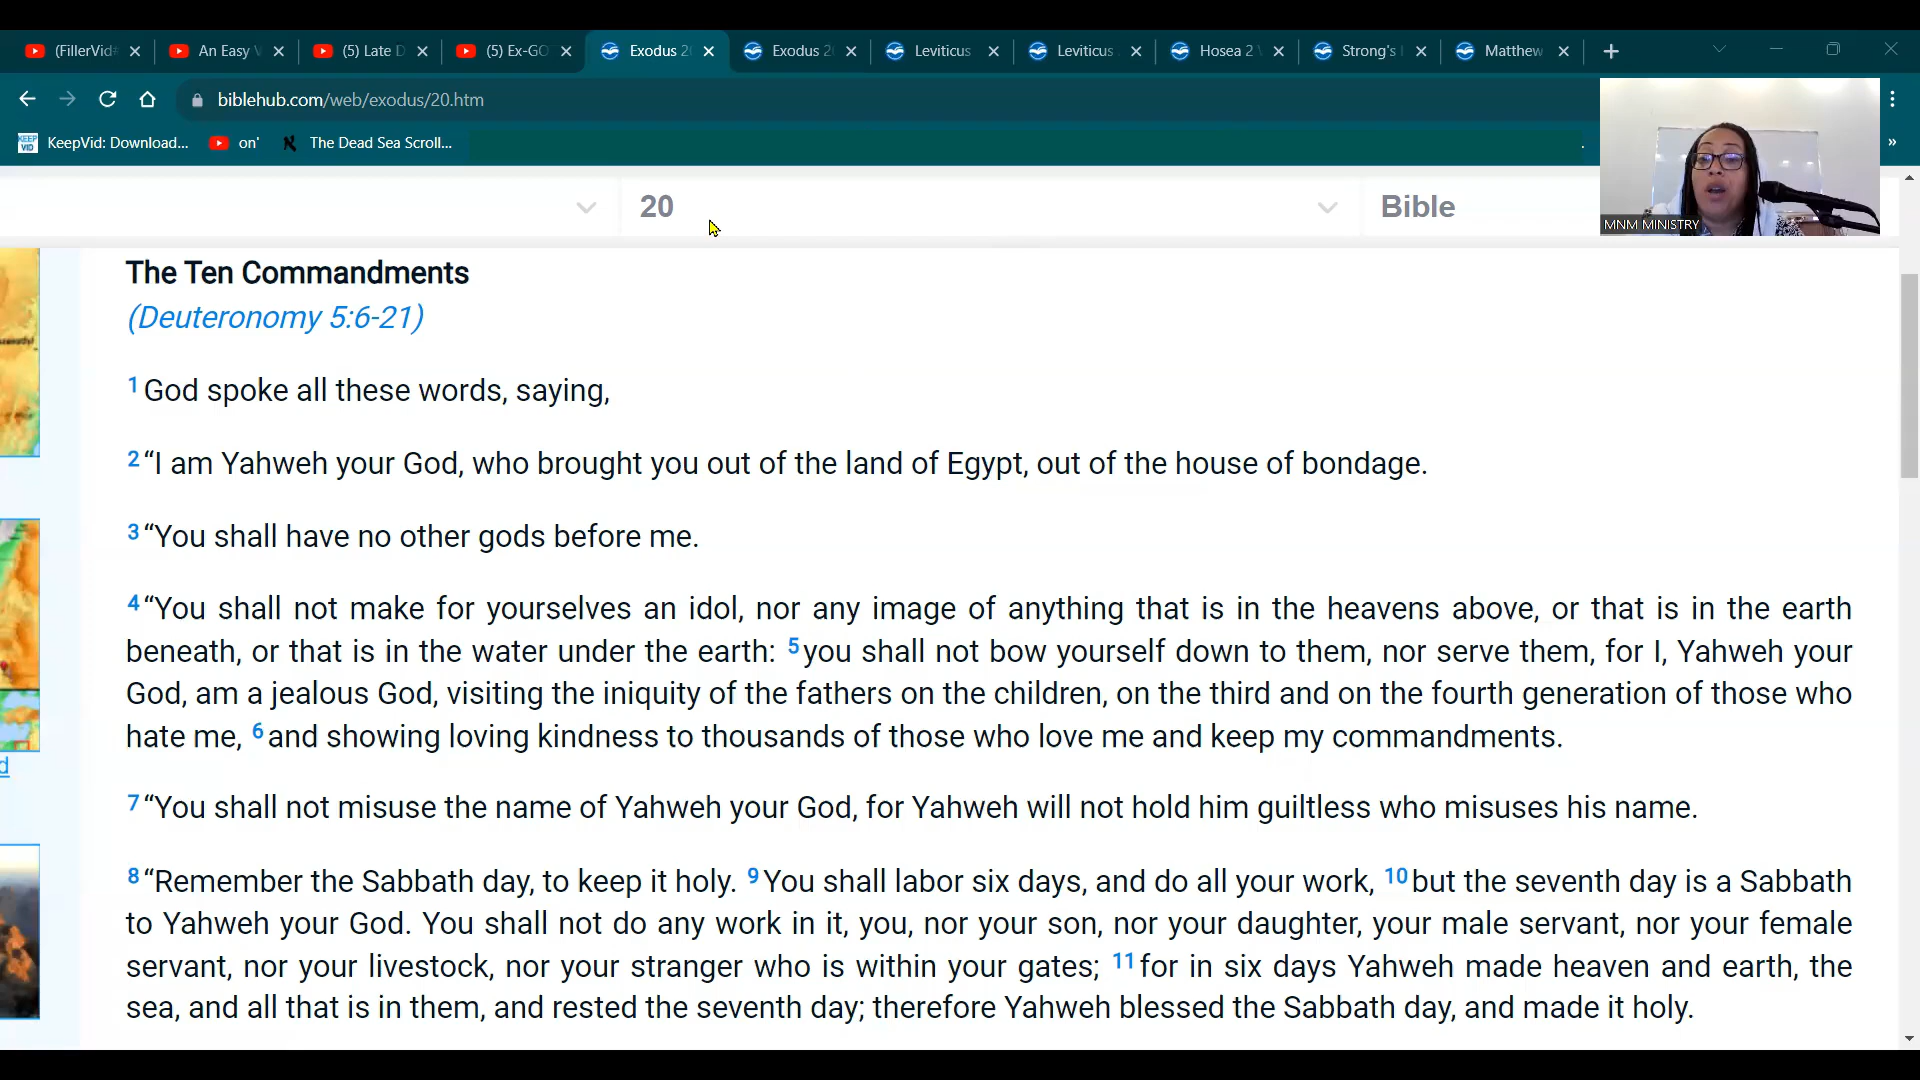 (FillerVid# An Easy V (5) Late D (5) Ex-GO Exodus 20 Exodus 2 Leviticus Leviticus Hosea 2 V Strong's Matthew
biblehub.com/web/exodus/20.htm
KEEP VID KeepVid: Download... on' The Dead Sea Scroll...
20 Bible
MNM MINISTRY
The Ten Commandments
(Deuteronomy 5:6-21)
1 God spoke all these words, saying,
2 “I am Yahweh your God, who brought you out of the land of Egypt, out of the house of bondage.
3 “You shall have no other gods before me.
4 “You shall not make for yourselves an idol, nor any image of anything that is in the heavens above, or that is in the earth
beneath, or that is in the water under the earth: 5 you shall not bow yourself down to them, nor serve them, for I, Yahweh your
God, am a jealous God, visiting the iniquity of the fathers on the children, on the third and on the fourth generation of those who
hate me, 6 and showing loving kindness to thousands of those who love me and keep my commandments.
d
7 “You shall not misuse the name of Yahweh your God, for Yahweh will not hold him guiltless who misuses his name.
8 “Remember the Sabbath day, to keep it holy. 9 You shall labor six days, and do all your work, 10 but the seventh day is a Sabbath
to Yahweh your God. You shall not do any work in it, you, nor your son, nor your daughter, your male servant, nor your female
servant, nor your livestock, nor your stranger who is within your gates; 11 for in six days Yahweh made heaven and earth, the
sea, and all that is in them, and rested the seventh day; therefore Yahweh blessed the Sabbath day, and made it holy.